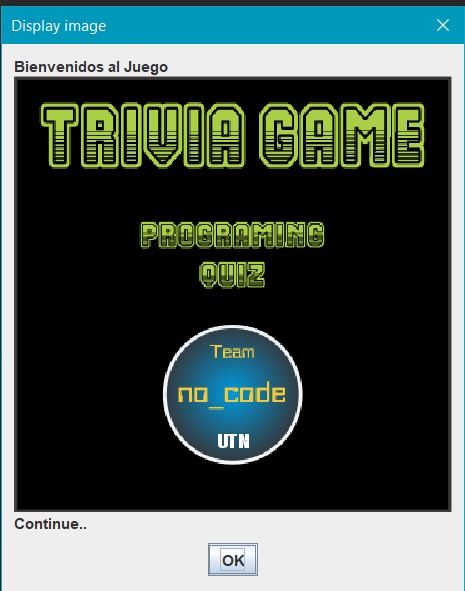 Display image
Bienvenidos al Juego
TRIVIA GAME
PROGRAMING
QUIZ
Team
no_code
UTN
Continue..
OK